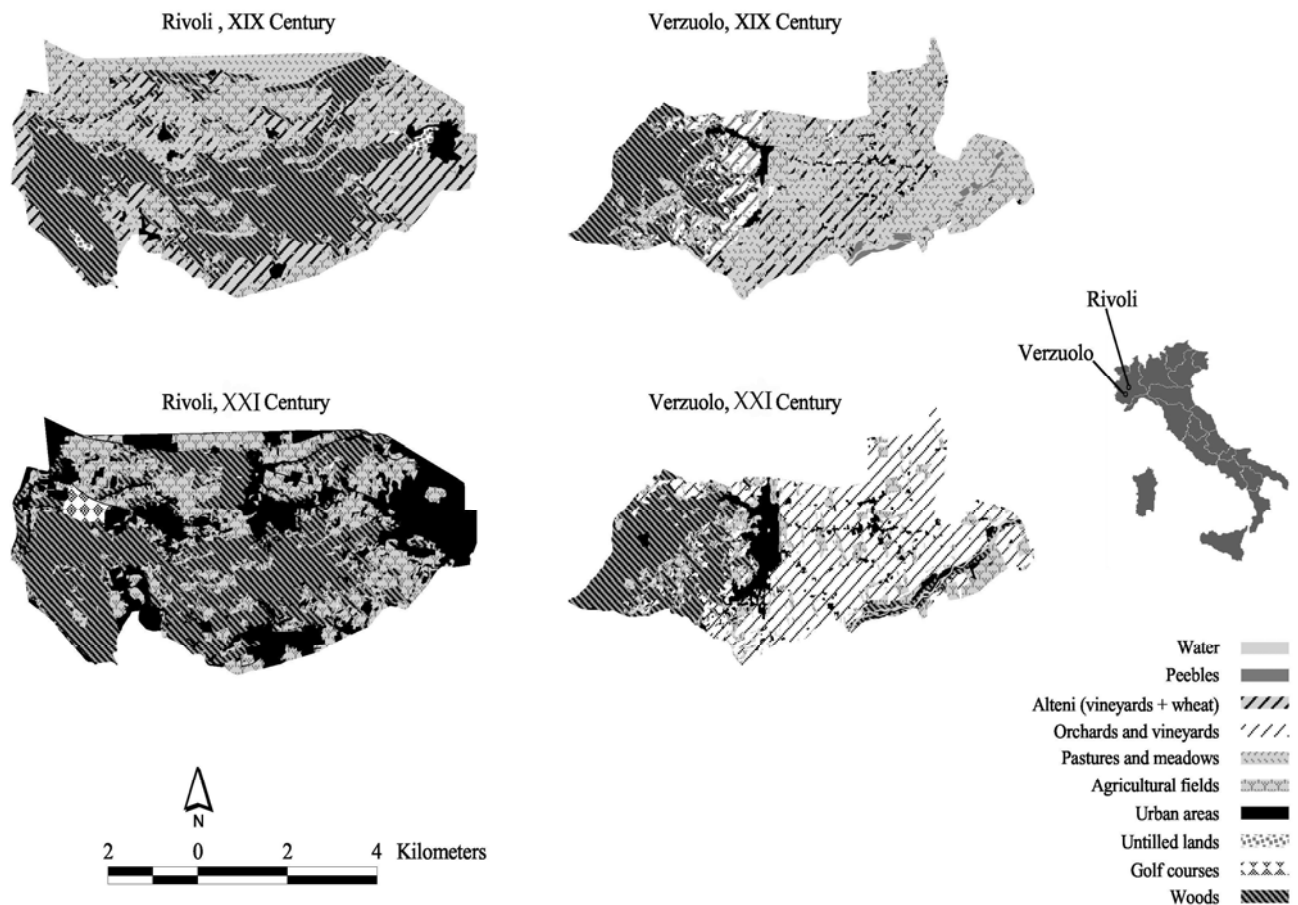 Rivoli , XIX Century
Verzuolo, XIX Century
Rivoli
Verzuolo
Rivoli, XXI Century
Verzuolo, XXI Century
Water
Peebles
Alteni (vineyards + wheat)
Orchards and vineyards
Pastures and meadows
Agricultural fields
Urban areas
Untilled lands
Golf courses
Woods
N
2 0 2 4 Kilometers